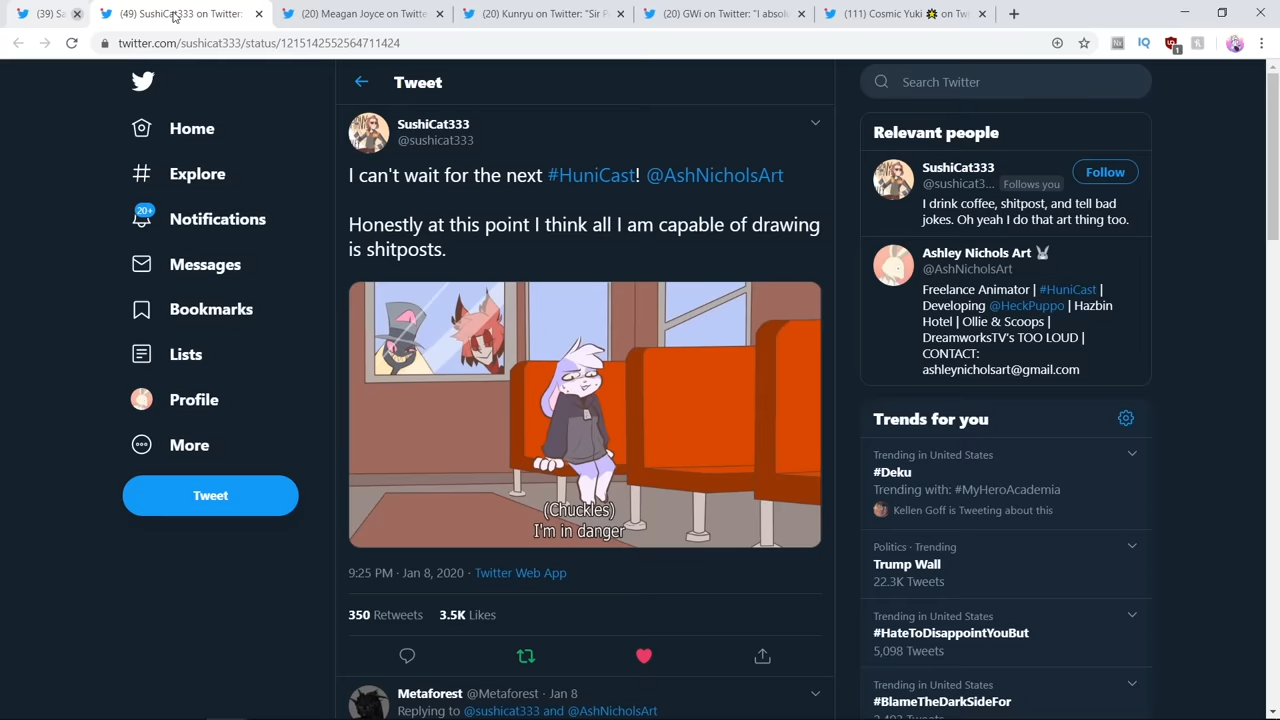 (39) Sa
(49) SushiCat333 on Twitter:
(20) Meagan Joyce on Twitter
(20) Kunryu on Twitter: "Sir P
(20) GWi on Twitter: "I absolu
(111) Cosmic Yuki on Twi
twitter.com/sushicat333/status/1215142552564711424
Tweet
Search Twitter
Home
Explore
20+
Notifications
Messages
Bookmarks
Lists
Profile
More
Tweet
SushiCat333
@sushicat333
I can't wait for the next #HuniCast! @AshNicholsArt
Honestly at this point I think all I am capable of drawing
is shitposts.
(Chuckles)
I'm in danger
9:25 PM · Jan 8, 2020 · Twitter Web App
350 Retweets 3.5K Likes
Metaforest @Metaforest · Jan 8
Replying to @sushicat333 and @AshNicholsArt
Relevant people
SushiCat333
@sushicat3... Follows you
Follow
I drink coffee, shitpost, and tell bad
jokes. Oh yeah I do that art thing too.
Ashley Nichols Art
@AshNicholsArt
Freelance Animator | #HuniCast |
Developing @HeckPuppo | Hazbin
Hotel | Ollie & Scoops |
DreamworksTV's TOO LOUD |
CONTACT:
ashleynicholsart@gmail.com
Trends for you
Trending in United States
#Deku
Trending with: #MyHeroAcademia
Kellen Goff is Tweeting about this
Politics · Trending
Trump Wall
22.3K Tweets
Trending in United States
#HateToDisappointYouBut
5,098 Tweets
Trending in United States
#BlameTheDarkSideFor